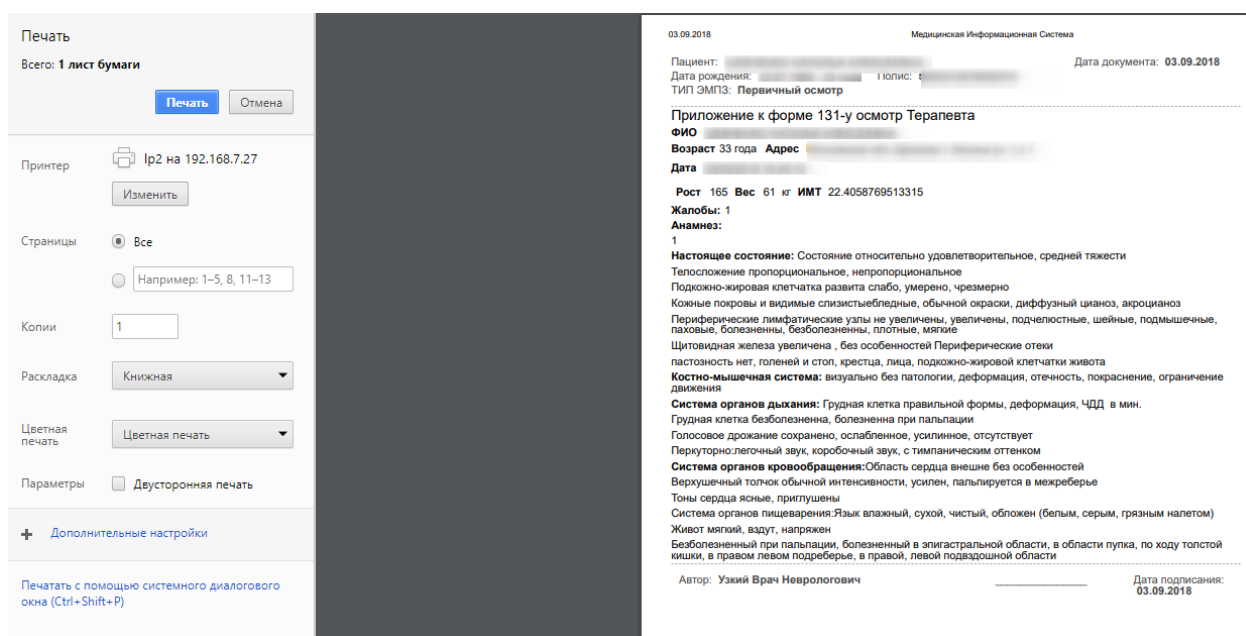 Печать
Всего: 1 лист бумаги
Печать
Отмена
Принтер
lp2 на 192.168.7.27
Изменить
Страницы
Все
Например: 1–5, 8, 11–13
Копии
1
Раскладка
Книжная
Цветная
печать
Цветная печать
Параметры
Двусторонняя печать
Дополнительные настройки
Печатать с помощью системного диалогового
окна (Ctrl+Shift+P)
03.09.2018 Медицинская Информационная Система
Пациент: Дата документа: 03.09.2018
Дата рождения: Полис:
ТИП ЭМПЗ: Первичный осмотр
Приложение к форме 131-у осмотр Терапевта
ФИО
Возраст 33 года Адрес
Дата
Рост 165 Вес 61 кг ИМТ 22.4058769513315
Жалобы: 1
Анамнез:
1
Настоящее состояние: Состояние относительно удовлетворительное, средней тяжести
Телосложение пропорциональное, непропорциональное
Подкожно-жировая клетчатка развита слабо, умерено, чрезмерно
Кожные покровы и видимые слизистыебледные, обычной окраски, диффузный цианоз, акроцианоз
Периферические лимфатические узлы не увеличены, увеличены, подчелюстные, шейные, подмышечные,
паховые, болезненны, безболезненны, плотные, мягкие
Щитовидная железа увеличена , без особенностей Периферические отеки
пастозность нет, голеней и стоп, крестца, лица, подкожно-жировой клетчатки живота
Костно-мышечная система: визуально без патологии, деформация, отечность, покраснение, ограничение
движения
Система органов дыхания: Грудная клетка правильной формы, деформация, ЧДД в мин.
Грудная клетка безболезненна, болезненна при пальпации
Голосовое дрожание сохранено, ослабленное, усилинное, отсутствует
Перкуторно:легочный звук, коробочный звук, с тимпаническим оттенком
Система органов кровообращения:Область сердца внешне без особенностей
Верхушечный толчок обычной интенсивности, усилен, пальпируется в межреберье
Тоны сердца ясные, приглушены
Система органов пищеварения:Язык влажный, сухой, чистый, обложен (белым, серым, грязным налетом)
Живот мягкий, вздут, напряжен
Безболезненный при пальпации, болезненный в эпигастральной области, в области пупка, по ходу толстой
кишки, в правом левом подреберье, в правой, левой подвздошной области
Автор: Узкий Врач Неврологович Дата подписания:
03.09.2018